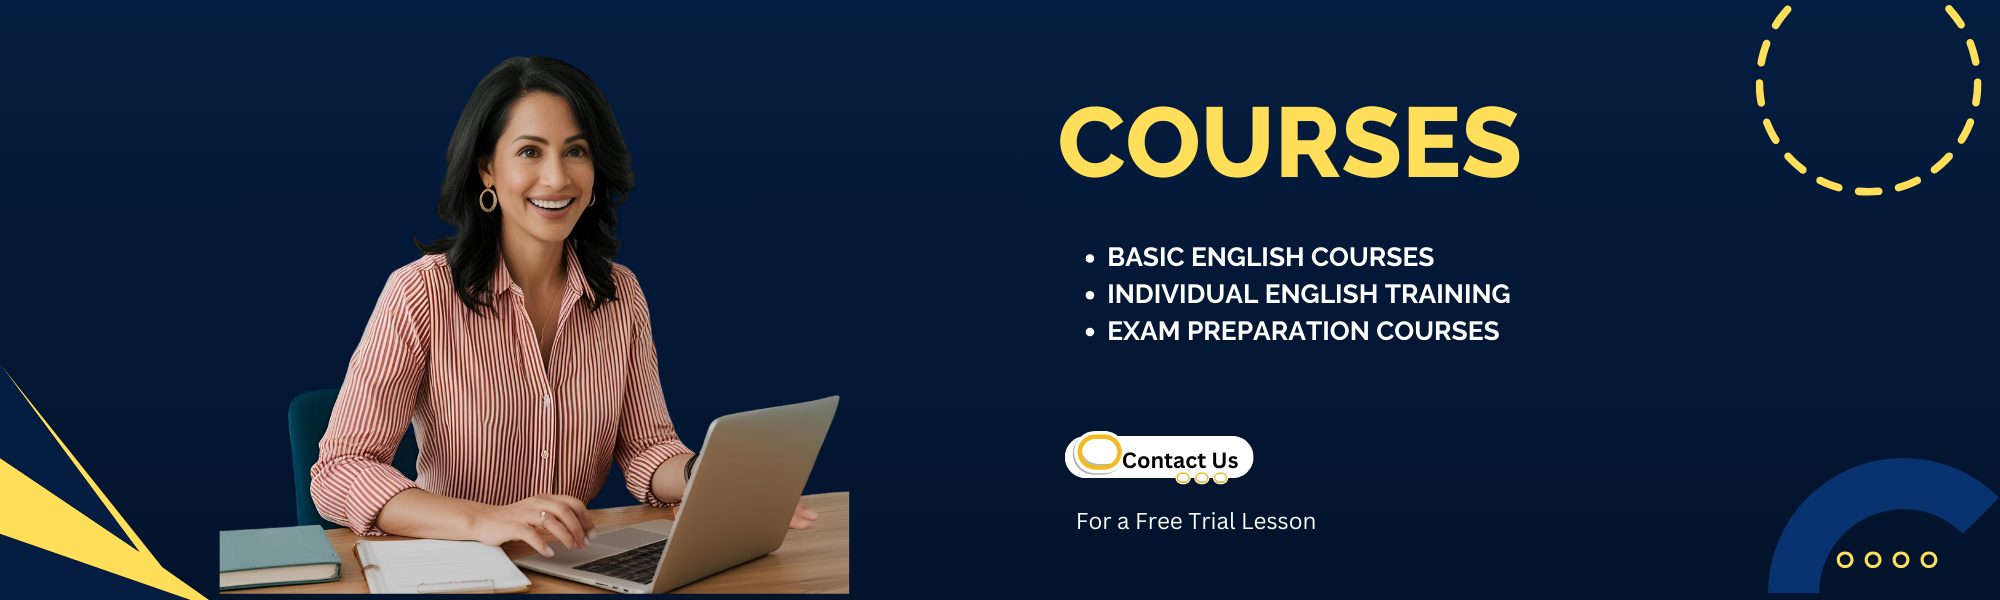 COURSES
• BASIC ENGLISH COURSES
• INDIVIDUAL ENGLISH TRAINING
• EXAM PREPARATION COURSES
Contact Us
For a Free Trial Lesson